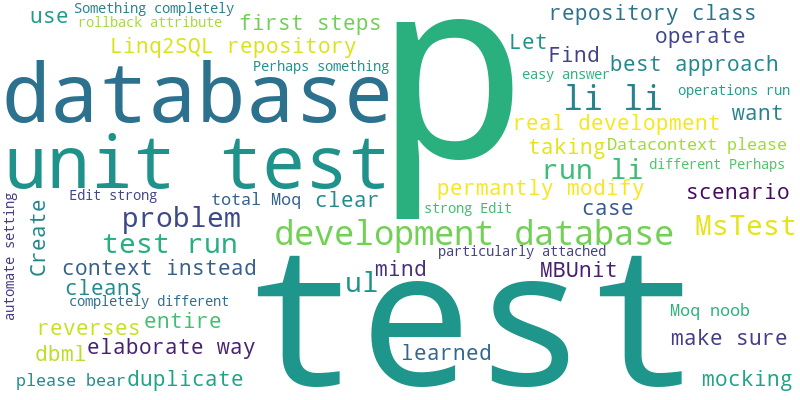 Something completely
use
rollback attribute
first steps
p
repository class
Linq2SQL repository
Let
operate
Find
Perhaps something
easy answer
best approach
database
li li
operations run
want
real development
unit test
taking
Datacontext please
run li
different Perhaps
permantly modify
scenario
automate setting
Edit strong
total Moq
clear
strong Edit
case
Create
problem
MsTest
test run
development database
particularly attached
context instead
mind
MBUnit
cleans
ul
test
completely different
Moq noob
reverses
entire
make sure
dbml
elaborate way
learned
please bear
duplicate
mocking